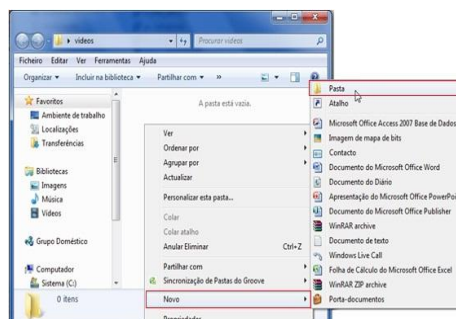 videos
Procurar videos
Ficheiro Editar Ver Ferramentas Ajuda
Organizar Incluir na biblioteca Partilhar com »
Favoritos
Ambiente de trabalho
Localizações
Transferências
Bibliotecas
Imagens
Música
Vídeos
Grupo Doméstico
Computador
Sistema (C:)
0 itens
A pasta está vazia.
Ver
Ordenar por
Agrupar por
Actualizar
Personalizar esta pasta...
Colar
Colar atalho
Anular Eliminar Ctrl+Z
Partilhar com
Sincronização de Pastas do Groove
Novo
Propriedades
Pasta
Atalho
Microsoft Office Access 2007 Base de Dados
Imagem de mapa de bits
Contacto
Documento do Microsoft Office Word
Documento do Diário
Apresentação do Microsoft Office PowerPoi
Documento do Microsoft Office Publisher
WinRAR archive
Documento de texto
Windows Live Call
Folha de Cálculo do Microsoft Office Excel
WinRAR ZIP archive
Porta-documentos